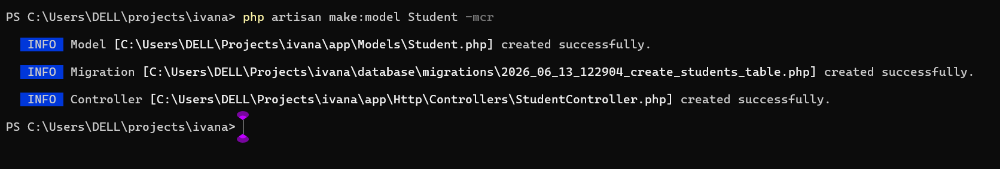 PS C:\Users\DELL\projects\ivana> php artisan make:model Student -mcr
INFO Model [C:\Users\DELL\Projects\ivana\app\Models\Student.php] created successfully.
INFO Migration [C:\Users\DELL\Projects\ivana\database\migrations\2026_06_13_122904_create_students_table.php] created successfully.
INFO Controller [C:\Users\DELL\Projects\ivana\app\Http\Controllers\StudentController.php] created successfully.
PS C:\Users\DELL\projects\ivana>